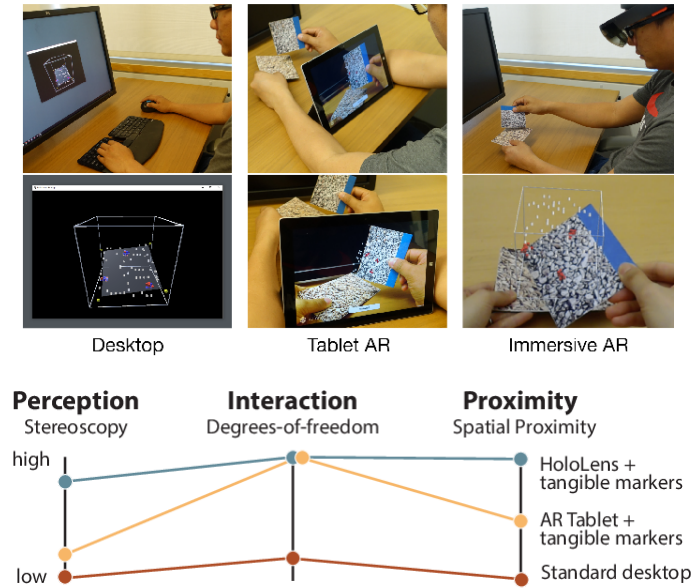 Desktop
Tablet AR
Immersive AR
Perception
Interaction
Proximity
Stereoscopy
Degrees-of-freedom
Spatial Proximity
high
HoloLens +
tangible markers
AR Tablet +
tangible markers
low
Standard desktop